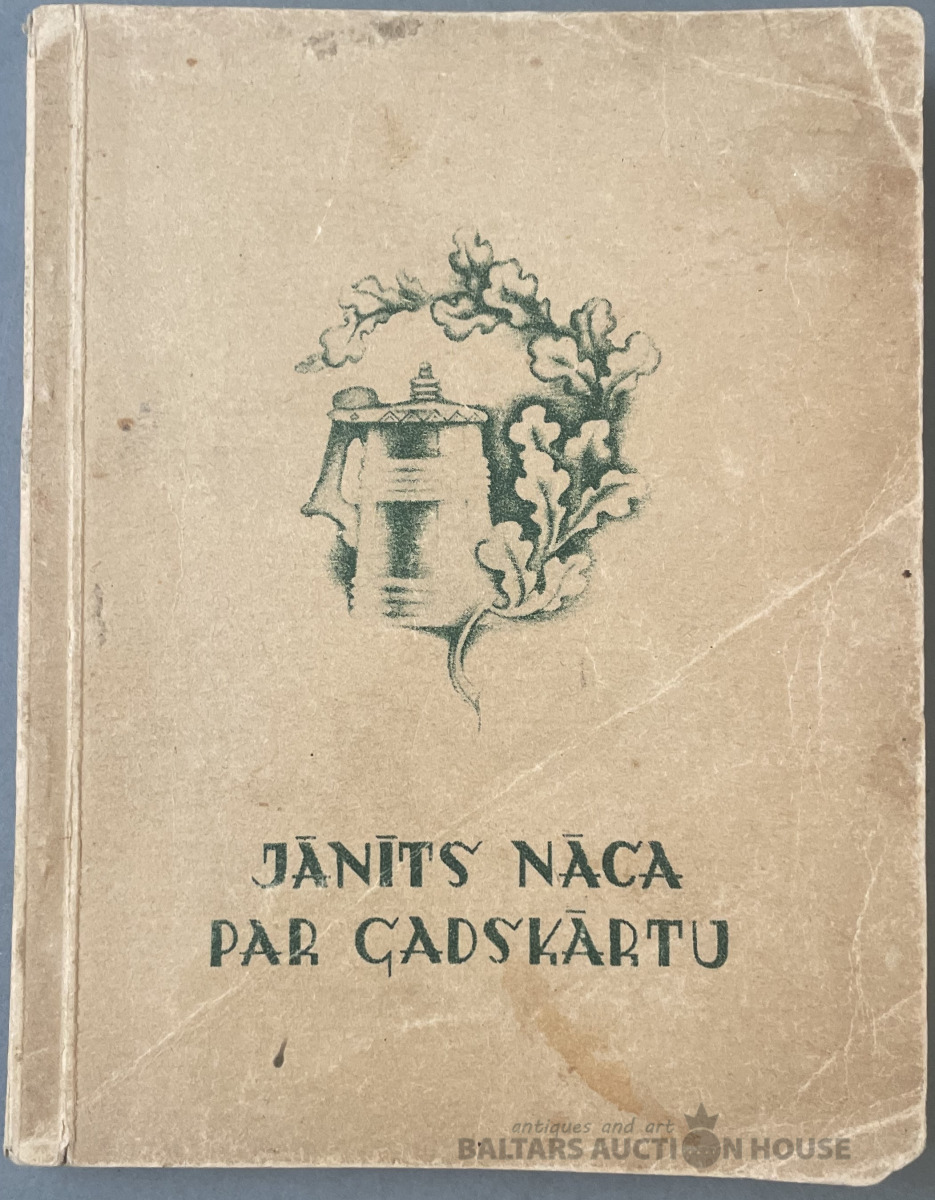 JĀNĪTS NĀCA
PAR GADSKĀRTU
antiques and art
BALTARS AUCTION HOUSE